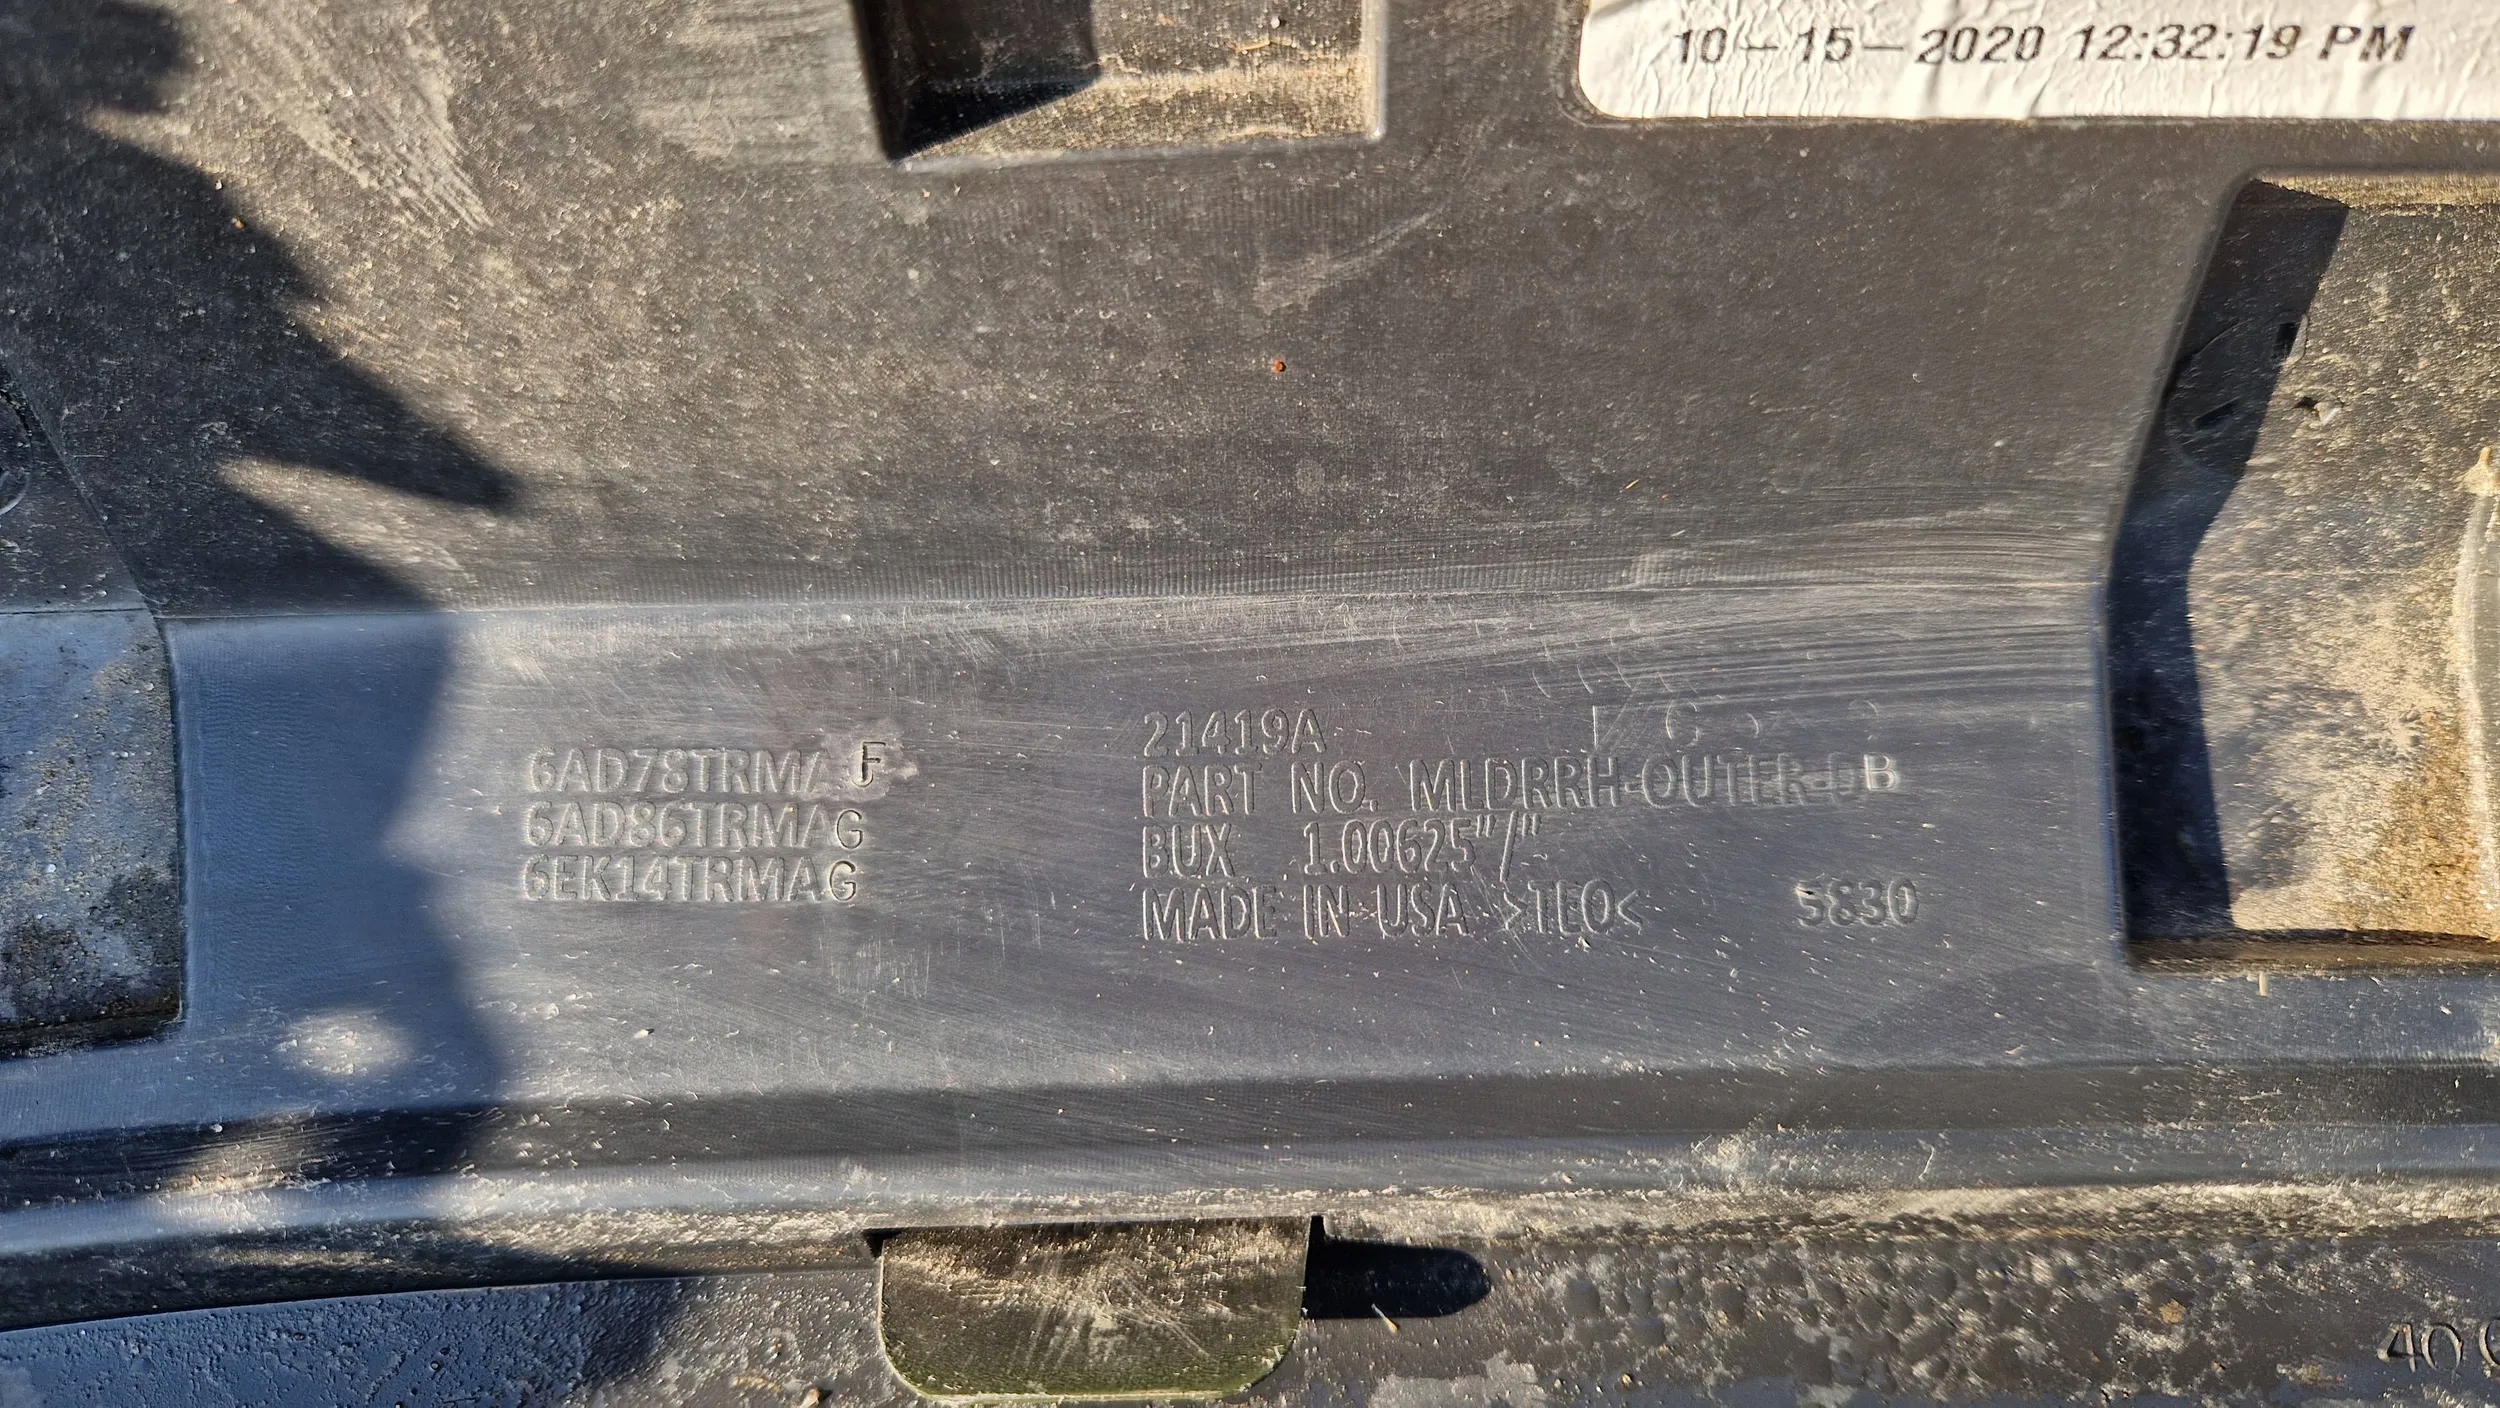 10-15-2020 12:32:19 PM
6AD78TRMA F
6AD86TRMAG
6EK14TRMAG
21419A
PART NO. MLDRRH-OUTER-DB
BUX 1.00625"/"
MADE IN USA >TEO< 5830
40